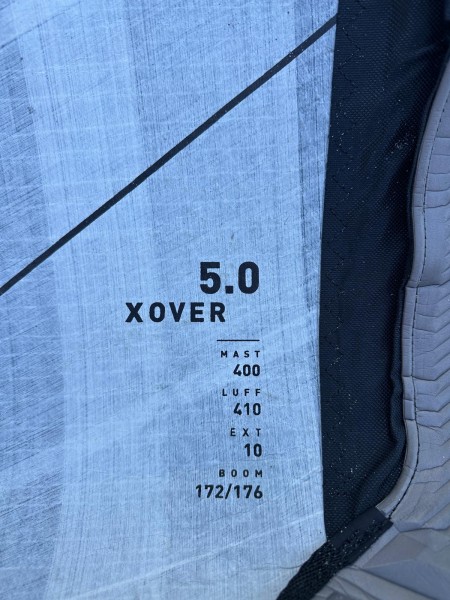 5.0
XOVER
MAST
400
LUFF
410
EXT
10
BOOM
172/176